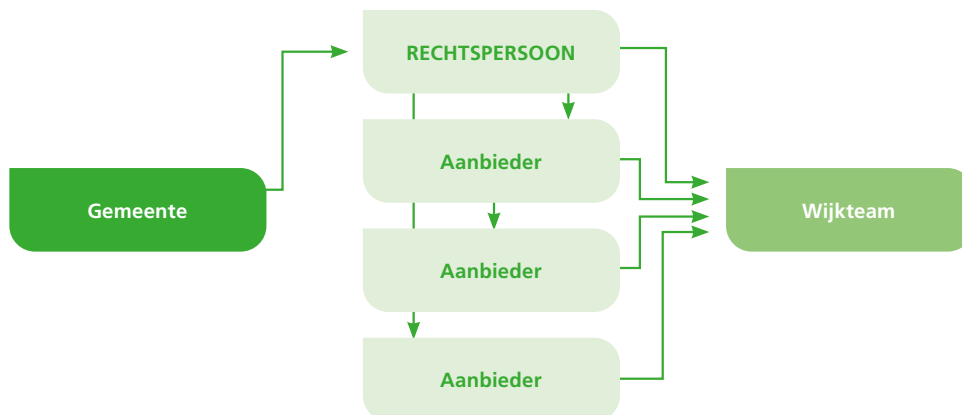 RECHTSPERSOON
Aanbieder
Gemeente
Wijkteam
Aanbieder
Aanbieder